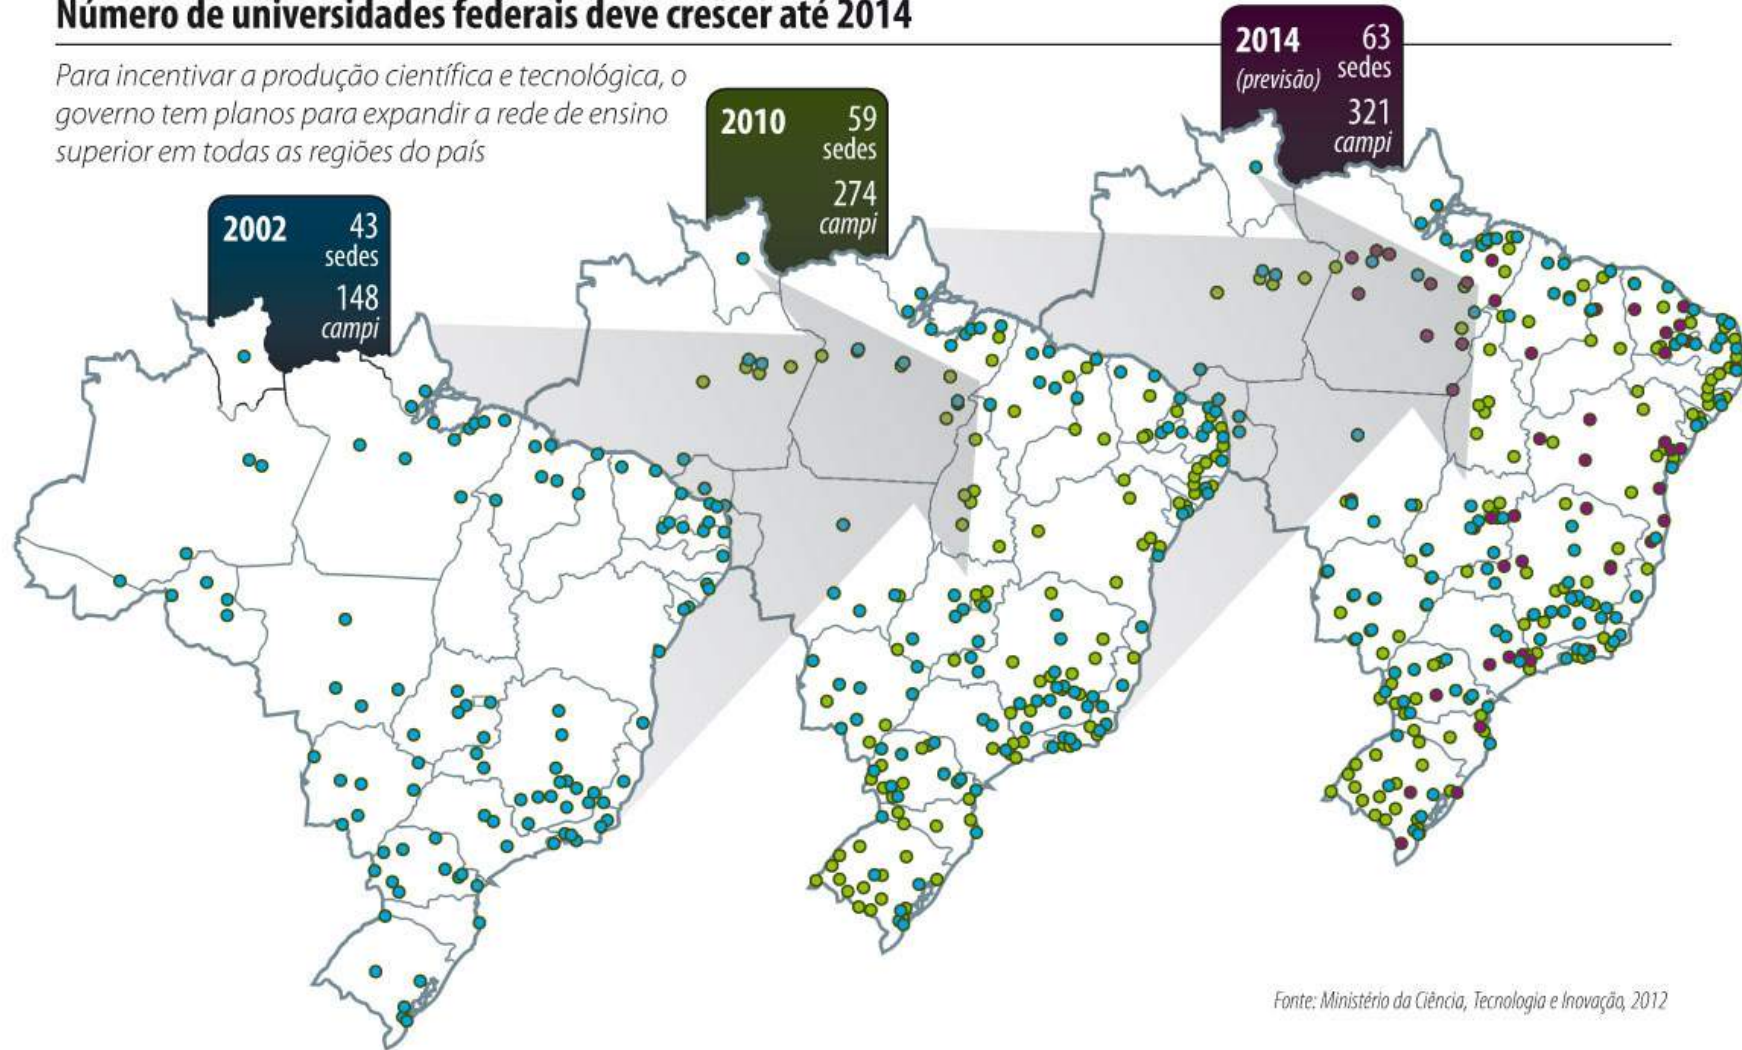 Número de universidades federais deve crescer até 2014
Para incentivar a produção científica e tecnológica, o
governo tem planos para expandir a rede de ensino
superior em todas as regiões do país
2002
43
sedes
148
campi
2010
59
sedes
274
campi
2014
(previsão)
63
sedes
321
campi
Fonte: Ministério da Ciência, Tecnologia e Inovação, 2012